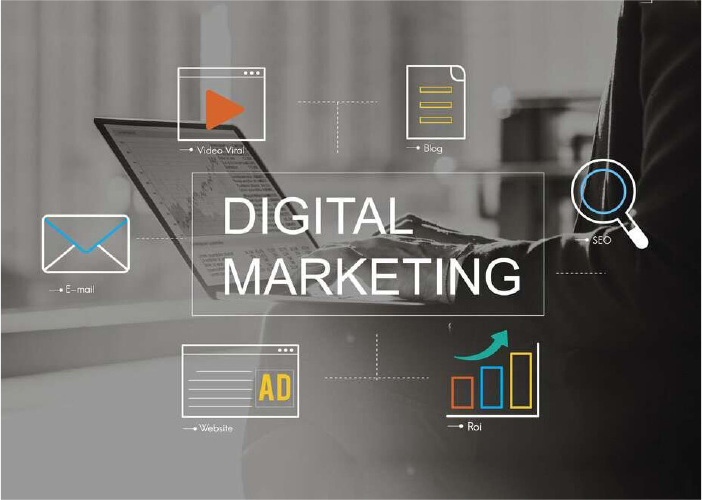 Video Viral
Blog
DIGITAL
MARKETING
SEO
E-mail
AD
Website
Roi